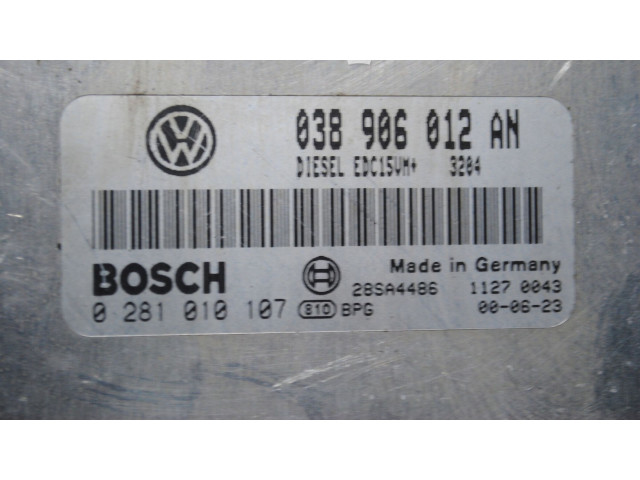 038 906 012 AN
DIESEL EDC15VM+ 3204
BOSCH
Made in Germany
28SA4486 1127 0043
0 281 010 107 810 BPG 00-06-23